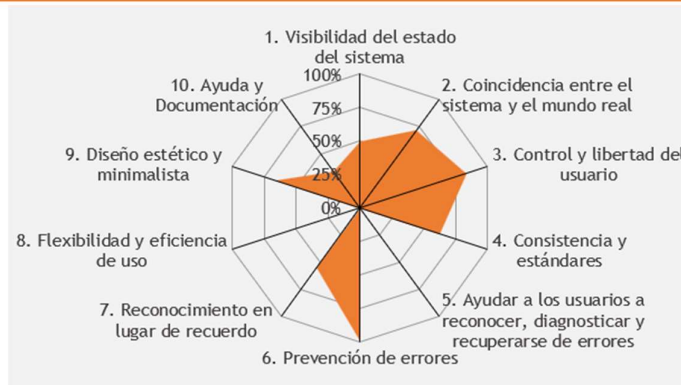 1. Visibilidad del estado
del sistema
100%
75%
50%
25%
0%
2. Coincidencia entre el
sistema y el mundo real
3. Control y libertad del
usuario
4. Consistencia y
estándares
5. Ayudar a los usuarios a
reconocer, diagnosticar y
recuperarse de errores
6. Prevención de errores
7. Reconocimiento en
lugar de recuerdo
8. Flexibilidad y eficiencia
de uso
9. Diseño estético y
minimalista
10. Ayuda y
Documentación